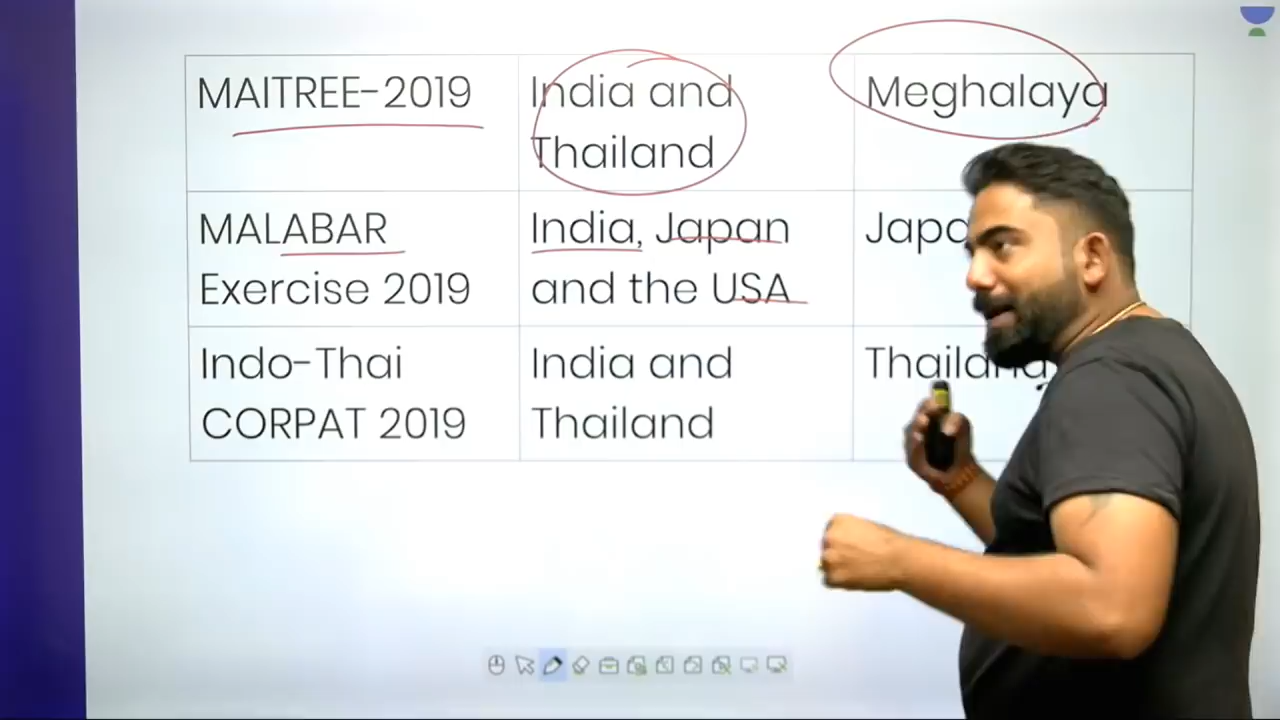 MAITREE-2019
India and
Thailand
Meghalaya
MALABAR
Exercise 2019
India, Japan
and the USA
Indo-Thai
CORPAT 2019
India and
Thailand
Thailand